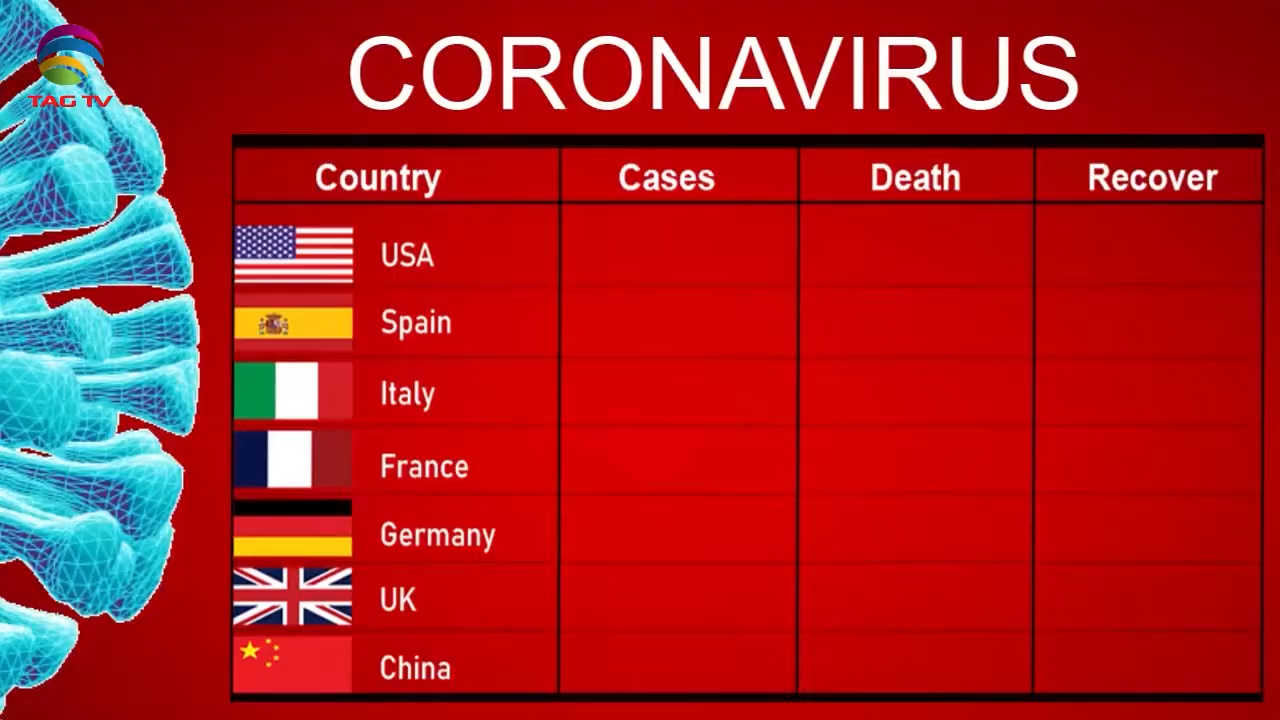 CORONAVIRUS
TAG TV
Country Cases Death Recover
USA
Spain
Italy
France
Germany
UK
China